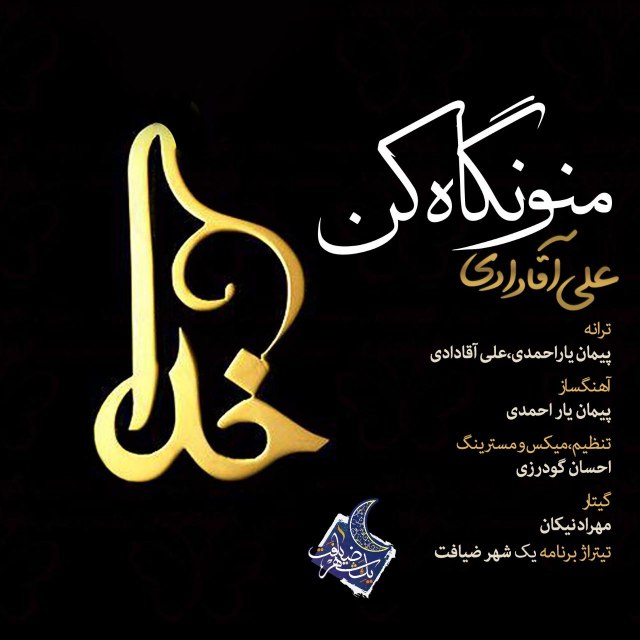 منو نگاه کن
علی آقادادی
ترانه
پیمان یاراحمدی،علی آقادادی
آهنگساز
پیمان یار احمدی
تنظیم،میکس و مسترینگ
احسان گودرزی
گیتار
مهراد نیکان
تیتراژ برنامه یک شهر ضیافت
خدا
یک شهر ضیافت